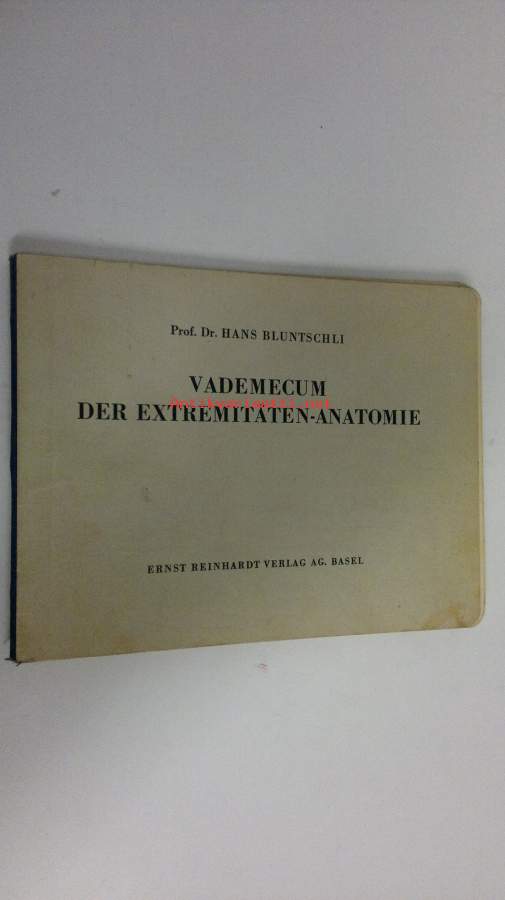 Prof. Dr. HANS BLUNTSCHLI
VADEMECUM
DER EXTREMITÄTEN-ANATOMIE
ERNST REINHARDT VERLAG AG. BASEL